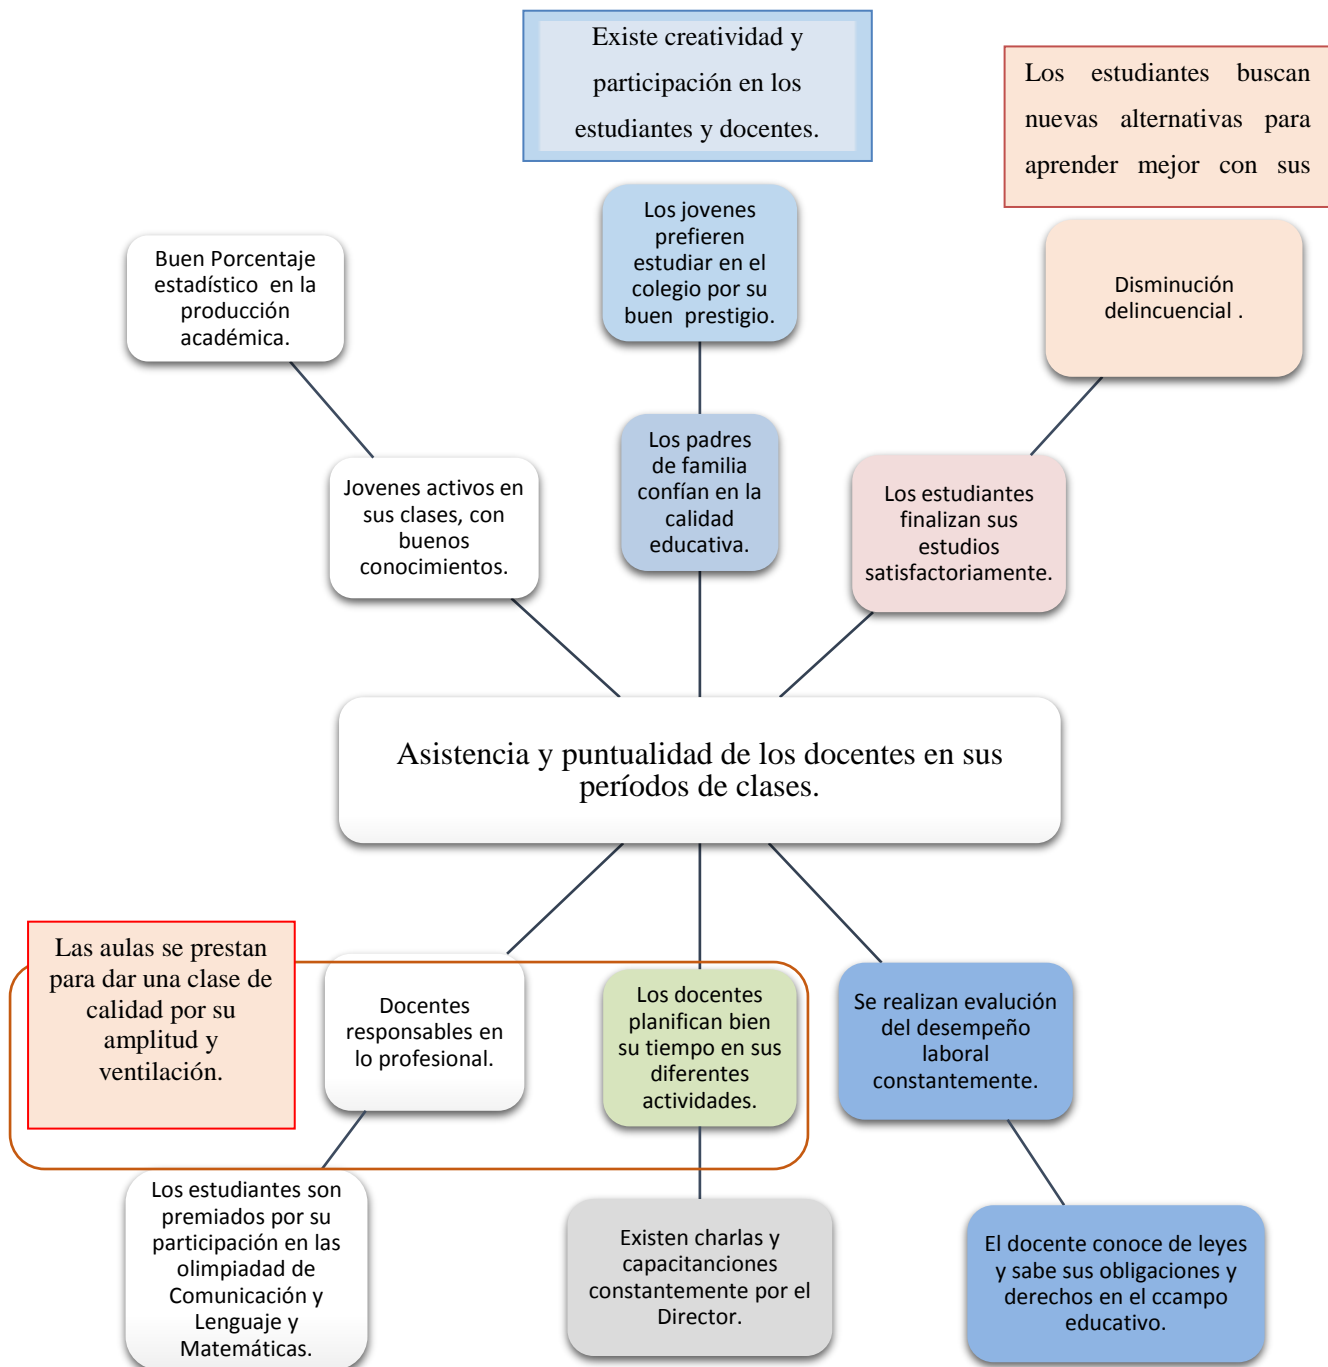 Existe creatividad y
participación en los
estudiantes y docentes.
Los estudiantes buscan
nuevas alternativas para
aprender mejor con sus
Los jovenes
prefieren
estudiar en el
colegio por su
buen prestigio.
Buen Porcentaje
estadístico en la
producción
académica.
Disminución
delincuencial .
Los padres
de familia
confían en la
calidad
educativa.
Jovenes activos en
sus clases, con
buenos
conocimientos.
Los estudiantes
finalizan sus
estudios
satisfactoriamente.
Asistencia y puntualidad de los docentes en sus
períodos de clases.
Las aulas se prestan
para dar una clase de
calidad por su
amplitud y
ventilación.
Docentes
responsables en
lo profesional.
Los docentes
planifican bien
su tiempo en sus
diferentes
actividades.
Se realizan evalución
del desempeño
laboral
constantemente.
Los estudiantes son
premiados por su
participación en las
olimpiadad de
Comunicación y
Lenguaje y
Matemáticas.
Existen charlas y
capacitanciones
constantemente por el
Director.
El docente conoce de leyes
y sabe sus obligaciones y
derechos en el ccampo
educativo.